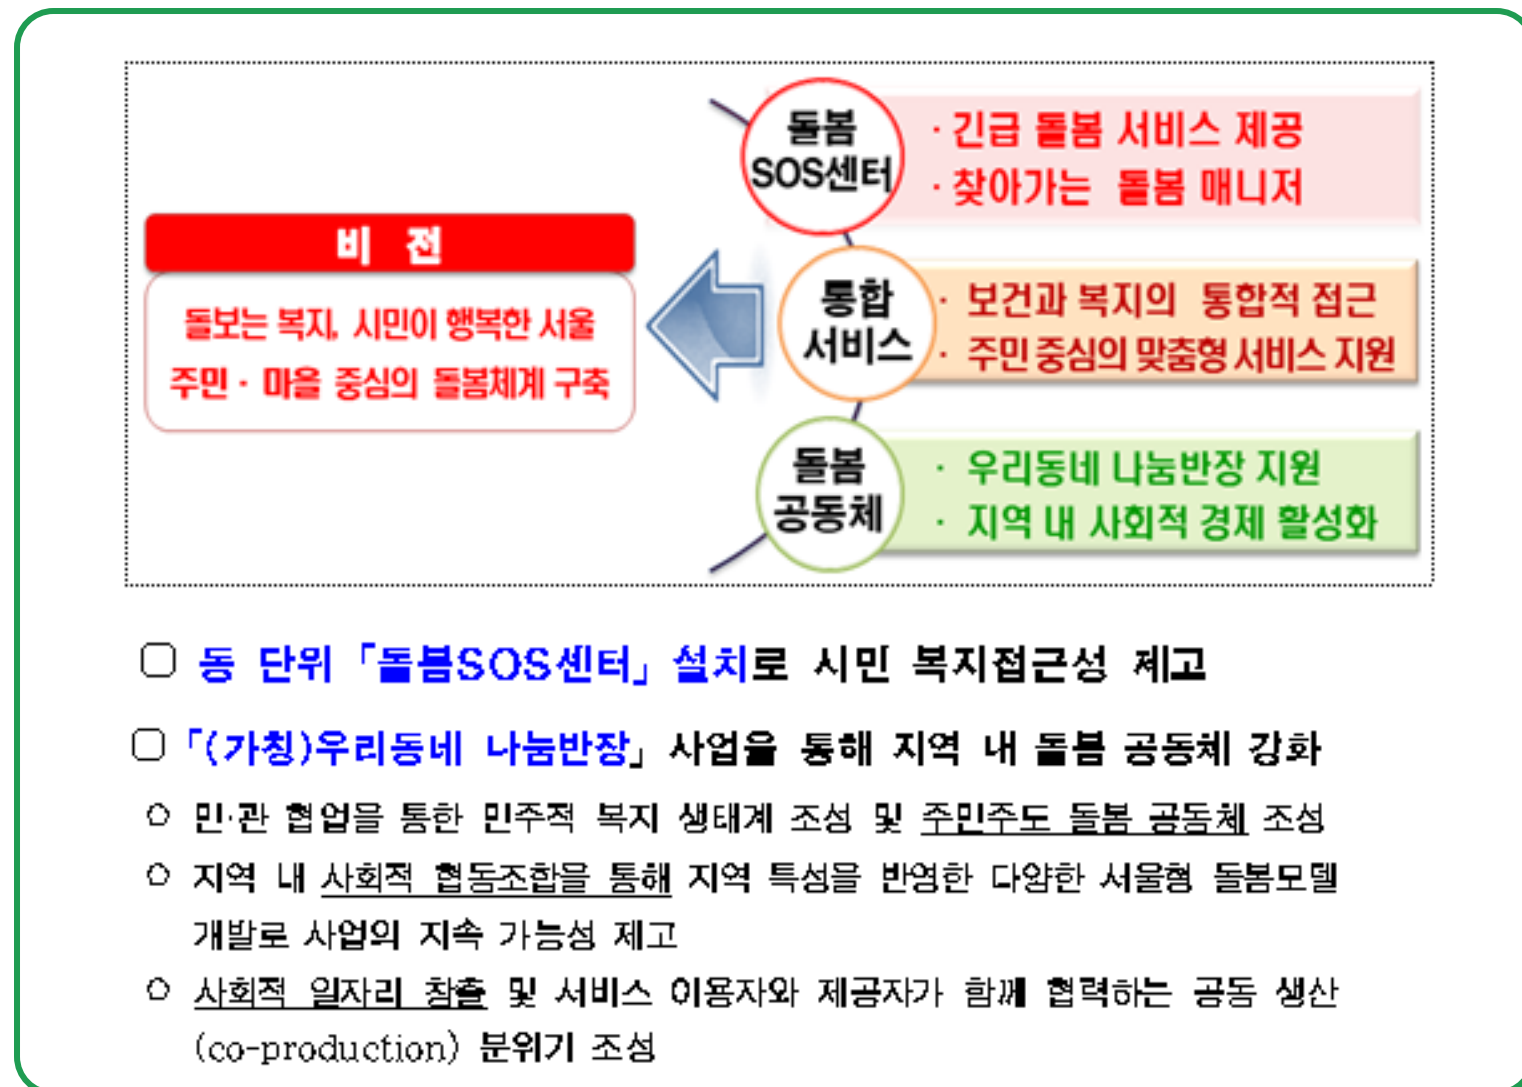 비 전
돌보는 복지, 시민이 행복한 서울
주민 · 마을 중심의 돌봄체계 구축
돌봄
SOS센터
· 긴급 돌봄 서비스 제공
· 찾아가는 돌봄 매니저
통합
서비스
· 보건과 복지의 통합적 접근
· 주민 중심의 맞춤형 서비스 지원
돌봄
공동체
· 우리동네 나눔반장 지원
· 지역 내 사회적 경제 활성화
▢ 동 단위 「돌봄SOS센터」 설치로 시민 복지접근성 제고
▢ 「(가칭)우리동네 나눔반장」 사업을 통해 지역 내 돌봄 공동체 강화
○ 민·관 협업을 통한 민주적 복지 생태계 조성 및 주민주도 돌봄 공동체 조성
○ 지역 내 사회적 협동조합을 통해 지역 특성을 반영한 다양한 서울형 돌봄모델
개발로 사업의 지속 가능성 제고
○ 사회적 일자리 창출 및 서비스 이용자와 제공자가 함께 협력하는 공동 생산
(co-production) 분위기 조성